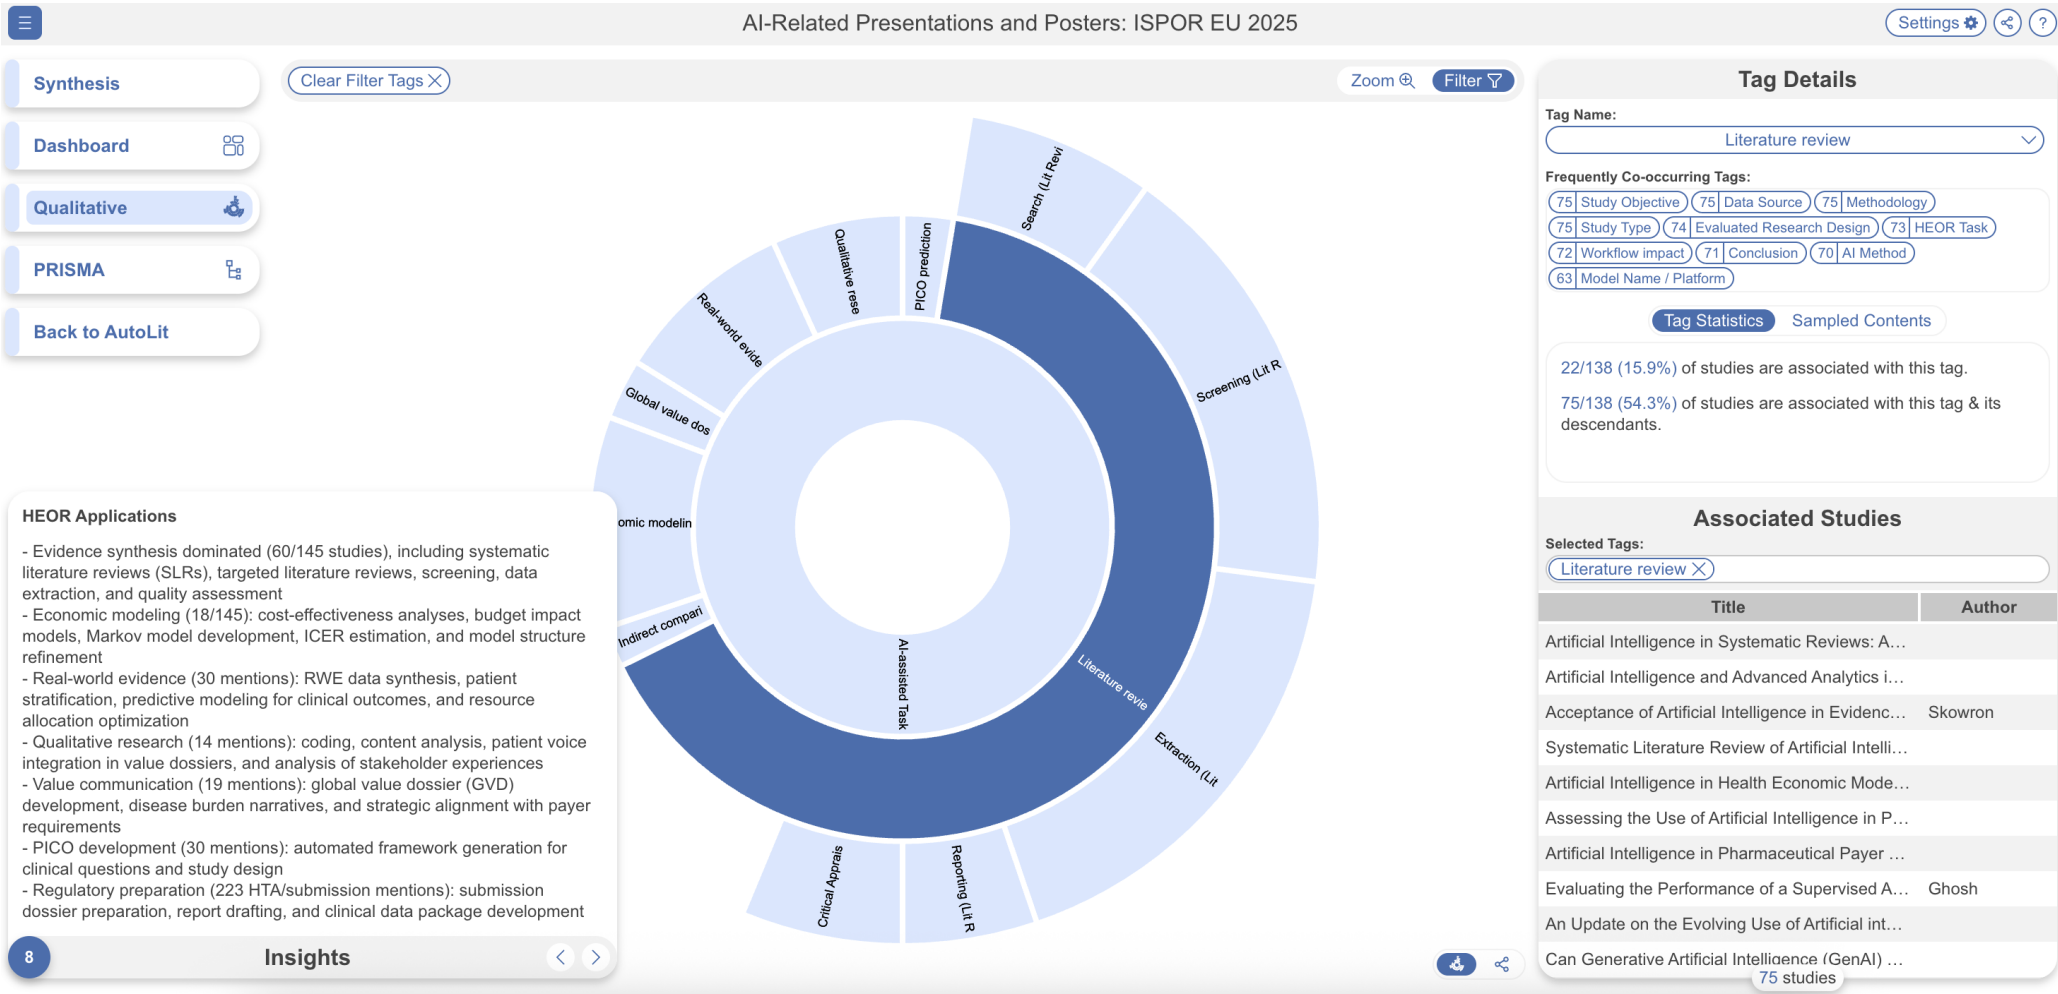 AI-Related Presentations and Posters: ISPOR EU 2025
Settings
?
Synthesis
Dashboard
Qualitative
PRISMA
Back to AutoLit
Clear Filter Tags
Zoom
Filter
Search (Lit Revi
Screening (Lit R
Extraction (Lit
Reporting (Lit R
Critical Apprais
Literature revie
AI-assisted Task
Indirect compari
omic modelin
Global value dos
Real-world evide
Qualitative rese
PICO prediction
HEOR Applications
- Evidence synthesis dominated (60/145 studies), including systematic
literature reviews (SLRs), targeted literature reviews, screening, data
extraction, and quality assessment
- Economic modeling (18/145): cost-effectiveness analyses, budget impact
models, Markov model development, ICER estimation, and model structure
refinement
- Real-world evidence (30 mentions): RWE data synthesis, patient
stratification, predictive modeling for clinical outcomes, and resource
allocation optimization
- Qualitative research (14 mentions): coding, content analysis, patient voice
integration in value dossiers, and analysis of stakeholder experiences
- Value communication (19 mentions): global value dossier (GVD)
development, disease burden narratives, and strategic alignment with payer
requirements
- PICO development (30 mentions): automated framework generation for
clinical questions and study design
- Regulatory preparation (223 HTA/submission mentions): submission
dossier preparation, report drafting, and clinical data package development
8
Insights
Tag Details
Tag Name:
Literature review
Frequently Co-occurring Tags:
75 Study Objective 75 Data Source 75 Methodology
75 Study Type 74 Evaluated Research Design 73 HEOR Task
72 Workflow impact 71 Conclusion 70 AI Method
63 Model Name / Platform
Tag Statistics Sampled Contents
22/138 (15.9%) of studies are associated with this tag.
75/138 (54.3%) of studies are associated with this tag & its
descendants.
Associated Studies
Selected Tags:
Literature review
Title Author
Artificial Intelligence in Systematic Reviews: A...
Artificial Intelligence and Advanced Analytics i...
Acceptance of Artificial Intelligence in Evidenc... Skowron
Systematic Literature Review of Artificial Intelli...
Artificial Intelligence in Health Economic Mode...
Assessing the Use of Artificial Intelligence in P...
Artificial Intelligence in Pharmaceutical Payer ...
Evaluating the Performance of a Supervised A... Ghosh
An Update on the Evolving Use of Artificial int...
Can Generative Artificial Intelligence (GenAI) ...
75 studies